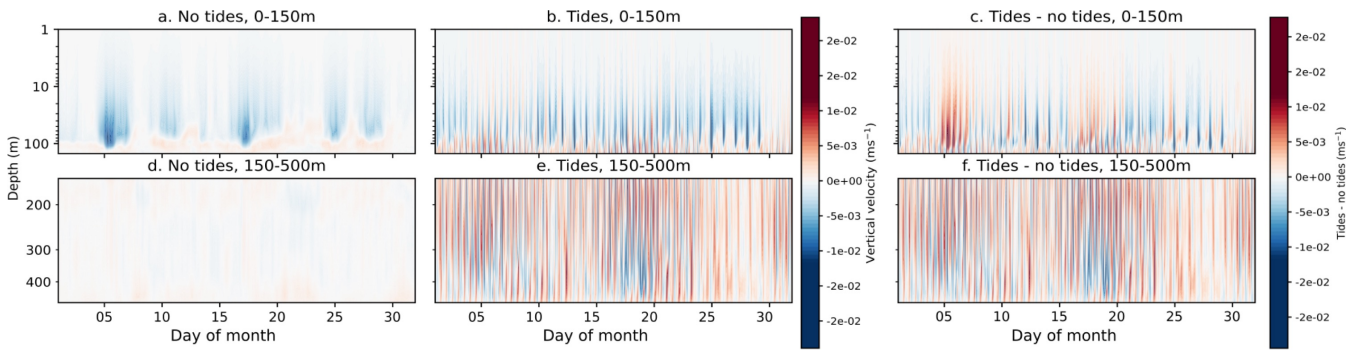 a. No tides, 0-150m
b. Tides, 0-150m
c. Tides - no tides, 0-150m
1
10
100
Depth (m)
d. No tides, 150-500m
e. Tides, 150-500m
f. Tides - no tides, 150-500m
200
300
400
05 10 15 20 25 30
Day of month
05 10 15 20 25 30
Day of month
05 10 15 20 25 30
Day of month
2e-02
2e-02
1e-02
5e-03
0e+00
-5e-03
-1e-02
-2e-02
-2e-02
Vertical velocity (ms⁻¹)
2e-02
2e-02
1e-02
5e-03
0e+00
-5e-03
-1e-02
-2e-02
-2e-02
Tides - no tides (ms⁻¹)